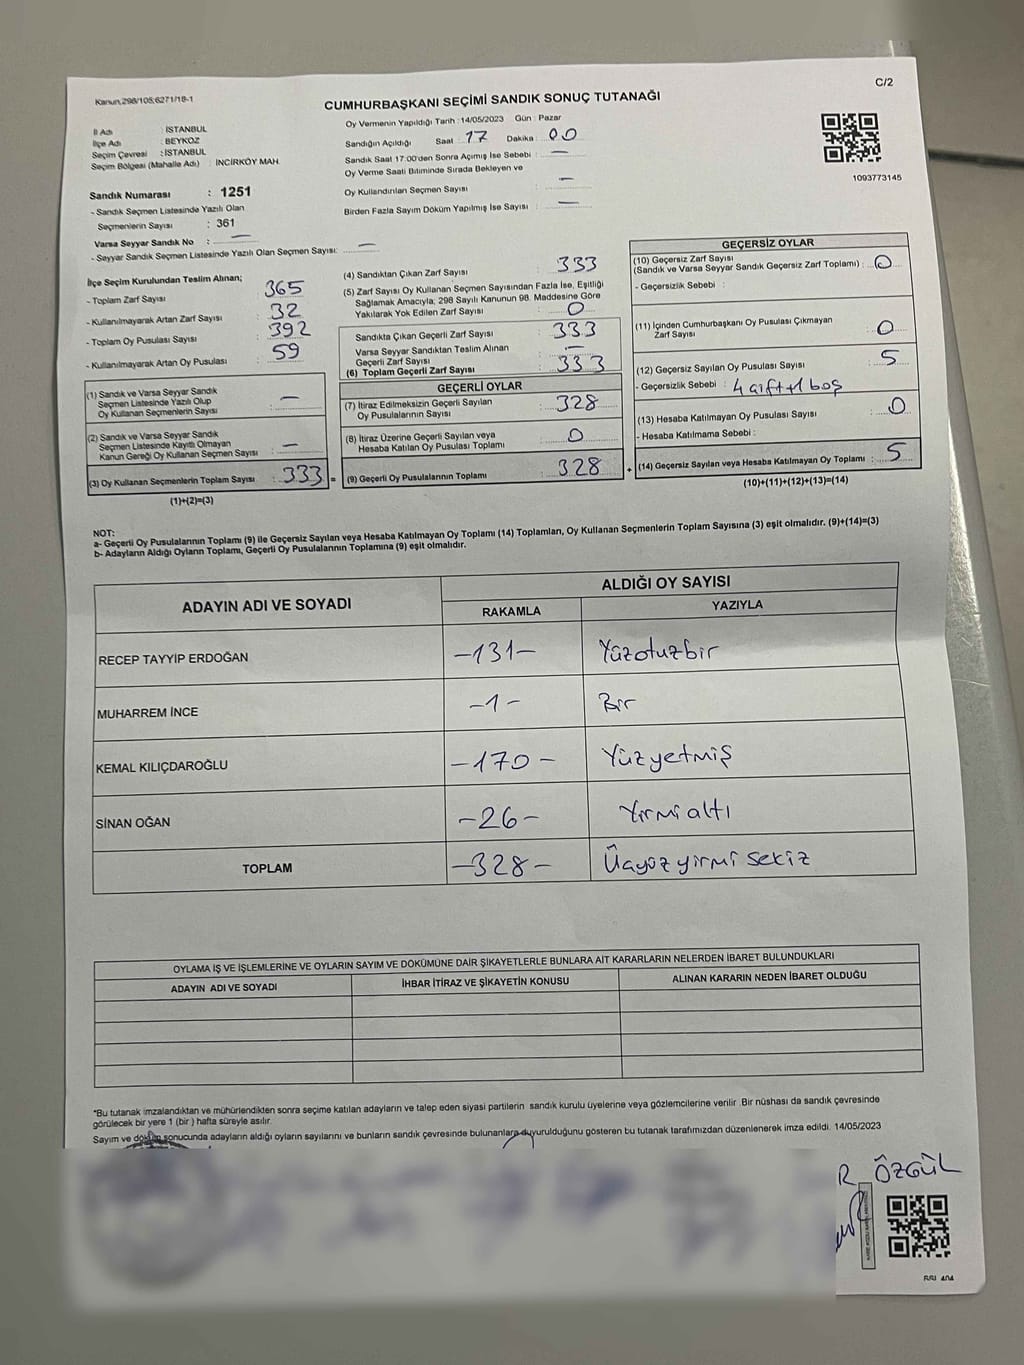 Kanun;298/105;6271/18-1
C/2
CUMHURBAŞKANI SEÇİMİ SANDIK SONUÇ TUTANAĞI
İl Adı : İSTANBUL
İlçe Adı : BEYKOZ
Seçim Çevresi : İSTANBUL
Seçim Bölgesi (Mahalle Adı) : İNCİRKÖY MAH.
Sandık Numarası : 1251
- Sandık Seçmen Listesinde Yazılı Olan
Seçmenlerin Sayısı : 361
Varsa Seyyar Sandık No : —
- Seyyar Sandık Seçmen Listesinde Yazılı Olan Seçmen Sayısı: —
Oy Vermenin Yapıldığı Tarih : 14/05/2023 Gün : Pazar
Sandığın Açıldığı Saat : 17 Dakika : 00
Sandık Saat 17:00'den Sonra Açımış İse Sebebi : —
Oy Verme Saati Bitiminde Sırada Bekleyen ve
Oy Kullandırılan Seçmen Sayısı : —
Birden Fazla Sayım Döküm Yapılmış İse Sayısı : —
1093773145
İlçe Seçim Kurulundan Teslim Alınan;
- Toplam Zarf Sayısı : 365
- Kullanılmayarak Artan Zarf Sayısı : 32
- Toplam Oy Pusulası Sayısı : 392
- Kullanılmayarak Artan Oy Pusulası : 59
(1) Sandık ve Varsa Seyyar Sandık
Seçmen Listesinde Yazılı Olup
Oy Kullanan Seçmenlerin Sayısı : —
(2) Sandık ve Varsa Seyyar Sandık
Seçmen Listesinde Kayıtlı Olmayan
Kanun Gereği Oy Kullanan Seçmen Sayısı : —
(3) Oy Kullanan Seçmenlerin Toplam Sayısı : 333 =
(1)+(2)=(3)
(4) Sandıktan Çıkan Zarf Sayısı : 333
(5) Zarf Sayısı Oy Kullanan Seçmen Sayısından Fazla İse, Eşitliği
Sağlamak Amacıyla; 298 Sayılı Kanunun 98. Maddesine Göre
Yakılarak Yok Edilen Zarf Sayısı : 0
Sandıkta Çıkan Geçerli Zarf Sayısı : 333
Varsa Seyyar Sandıktan Teslim Alınan
Geçerli Zarf Sayısı : —
(6) Toplam Geçerli Zarf Sayısı : 333
GEÇERLİ OYLAR
(7) İtiraz Edilmeksizin Geçerli Sayılan
Oy Pusulalarının Sayısı : 328
(8) İtiraz Üzerine Geçerli Sayılan veya
Hesaba Katılan Oy Pusulası Toplamı : 0
(9) Geçerli Oy Pusulalarının Toplamı : 328 +
GEÇERSİZ OYLAR
(10) Geçersiz Zarf Sayısı
(Sandık ve Varsa Seyyar Sandık Geçersiz Zarf Toplamı) : 0
- Geçersizlik Sebebi :
(11) İçinden Cumhurbaşkanı Oy Pusulası Çıkmayan
Zarf Sayısı : 0
(12) Geçersiz Sayılan Oy Pusulası Sayısı : 5
- Geçersizlik Sebebi : 4 çift+1 boş
(13) Hesaba Katılmayan Oy Pusulası Sayısı : 0
- Hesaba Katılmama Sebebi :
(14) Geçersiz Sayılan veya Hesaba Katılmayan Oy Toplamı : 5
(10)+(11)+(12)+(13)=(14)
NOT:
a- Geçerli Oy Pusulalarının Toplamı (9) ile Geçersiz Sayılan veya Hesaba Katılmayan Oy Toplamı (14) Toplamları, Oy Kullanan Seçmenlerin Toplam Sayısına (3) eşit olmalıdır. (9)+(14)=(3)
b- Adayların Aldığı Oyların Toplamı, Geçerli Oy Pusulalarının Toplamına (9) eşit olmalıdır.
ADAYIN ADI VE SOYADI
ALDIĞI OY SAYISI
RAKAMLA YAZIYLA
RECEP TAYYİP ERDOĞAN -131- Yüzotuzbir
MUHARREM İNCE -1- Bir
KEMAL KILIÇDAROĞLU -170- Yüzyetmiş
SİNAN OĞAN -26- Yirmialtı
TOPLAM -328- Üçyüzyirmi sekiz
OYLAMA İŞ VE İŞLEMLERİNE VE OYLARIN SAYIM VE DÖKÜMÜNE DAİR ŞİKAYETLERLE BUNLARA AİT KARARLARIN NELERDEN İBARET BULUNDUKLARI
ADAYIN ADI VE SOYADI İHBAR İTİRAZ VE ŞİKAYETİN KONUSU ALINAN KARARIN NEDEN İBARET OLDUĞU
*Bu tutanak imzalandıktan ve mühürlendikten sonra seçime katılan adayların ve talep eden siyasi partilerin sandık kurulu üyelerine veya gözlemcilerine verilir. Bir nüshası da sandık çevresinde
görülecek bir yere 1 (bir ) hafta süreyle asılır.
Sayım ve döküm sonucunda adayların aldığı oyların sayılarını ve bunların sandık çevresinde bulunanlara duyurulduğunu gösteren bu tutanak tarafımızdan düzenlenerek imza edildi. 14/05/2023
R ÖZGÜL